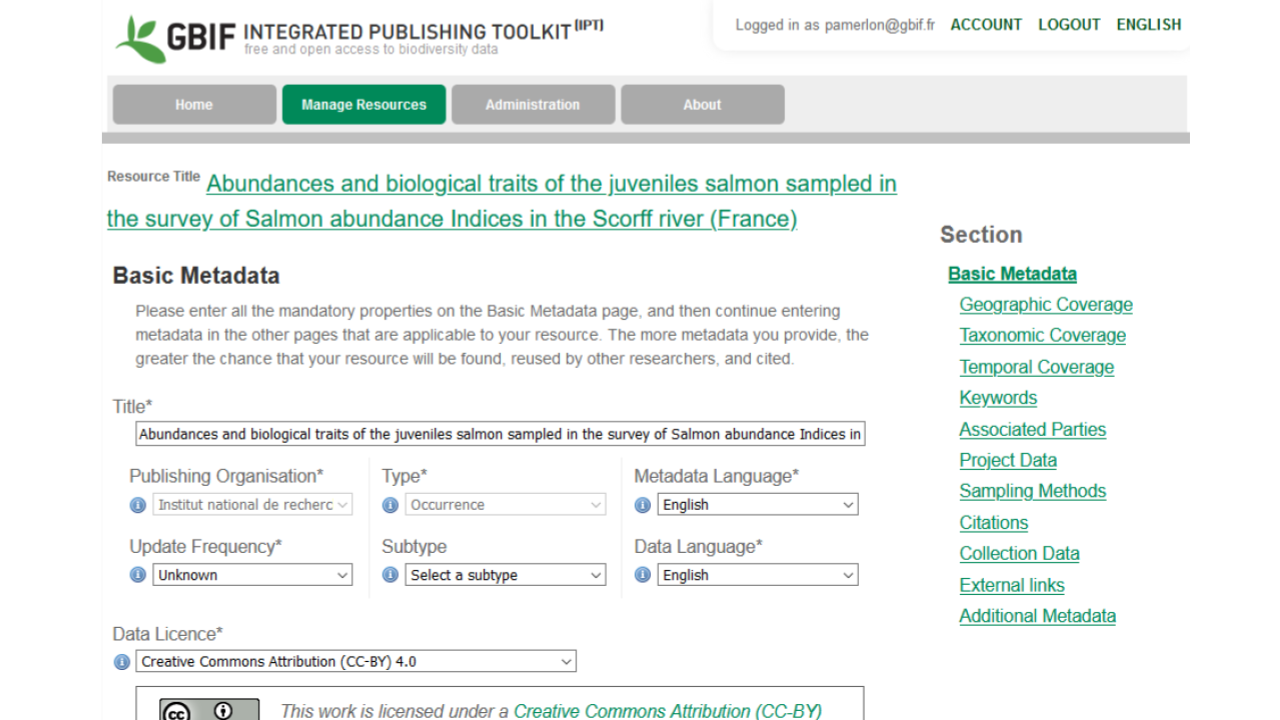 GBIF INTEGRATED PUBLISHING TOOLKIT (IPT)
free and open access to biodiversity data
Logged in as pamerlon@gbif.fr ACCOUNT LOGOUT ENGLISH
Home Manage Resources Administration About
Resource Title Abundances and biological traits of the juveniles salmon sampled in
the survey of Salmon abundance Indices in the Scorff river (France)
Basic Metadata
Please enter all the mandatory properties on the Basic Metadata page, and then continue entering
metadata in the other pages that are applicable to your resource. The more metadata you provide, the
greater the chance that your resource will be found, reused by other researchers, and cited.
Title*
Abundances and biological traits of the juveniles salmon sampled in the survey of Salmon abundance Indices in
Publishing Organisation* Type* Metadata Language*
Institut national de recherc Occurrence English
Update Frequency* Subtype Data Language*
Unknown Select a subtype English
Data Licence*
Creative Commons Attribution (CC-BY) 4.0
cc This work is licensed under a Creative Commons Attribution (CC-BY)
Section
Basic Metadata
Geographic Coverage
Taxonomic Coverage
Temporal Coverage
Keywords
Associated Parties
Project Data
Sampling Methods
Citations
Collection Data
External links
Additional Metadata